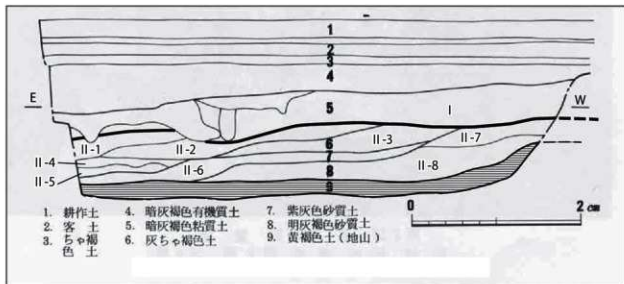 1
2
3
4
E
5
I
W
II-1
II-2
6
II-3
II-7
II-4
7
II-6
8
II-8
II-5
9
1. 耕作土
2. 客土
3. ちゃ褐
色土
4. 暗灰褐色有機質土
5. 暗灰褐色粘質土
6. 灰ちゃ褐色土
7. 紫灰色砂質土
8. 明灰褐色砂質土
9. 黄褐色土(地山)
0 2 cm